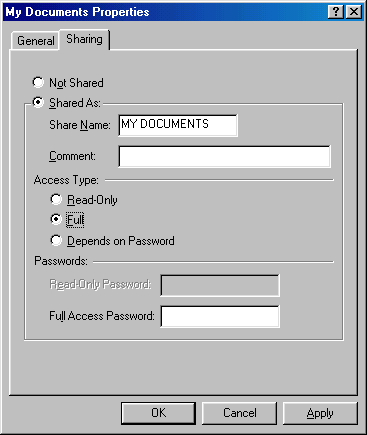 My Documents Properties
General Sharing
Not Shared
Shared As:
Share Name: MY DOCUMENTS
Comment:
Access Type:
Read-Only
Full
Depends on Password
Passwords:
Read-Only Password:
Full Access Password:
OK Cancel Apply